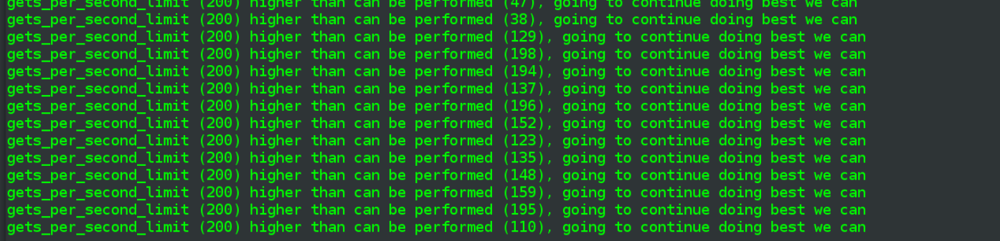 gets_per_second_limit (200) higher than can be performed (47), going to continue doing best we can
gets_per_second_limit (200) higher than can be performed (38), going to continue doing best we can
gets_per_second_limit (200) higher than can be performed (129), going to continue doing best we can
gets_per_second_limit (200) higher than can be performed (198), going to continue doing best we can
gets_per_second_limit (200) higher than can be performed (194), going to continue doing best we can
gets_per_second_limit (200) higher than can be performed (137), going to continue doing best we can
gets_per_second_limit (200) higher than can be performed (196), going to continue doing best we can
gets_per_second_limit (200) higher than can be performed (152), going to continue doing best we can
gets_per_second_limit (200) higher than can be performed (123), going to continue doing best we can
gets_per_second_limit (200) higher than can be performed (135), going to continue doing best we can
gets_per_second_limit (200) higher than can be performed (148), going to continue doing best we can
gets_per_second_limit (200) higher than can be performed (159), going to continue doing best we can
gets_per_second_limit (200) higher than can be performed (195), going to continue doing best we can
gets_per_second_limit (200) higher than can be performed (110), going to continue doing best we can